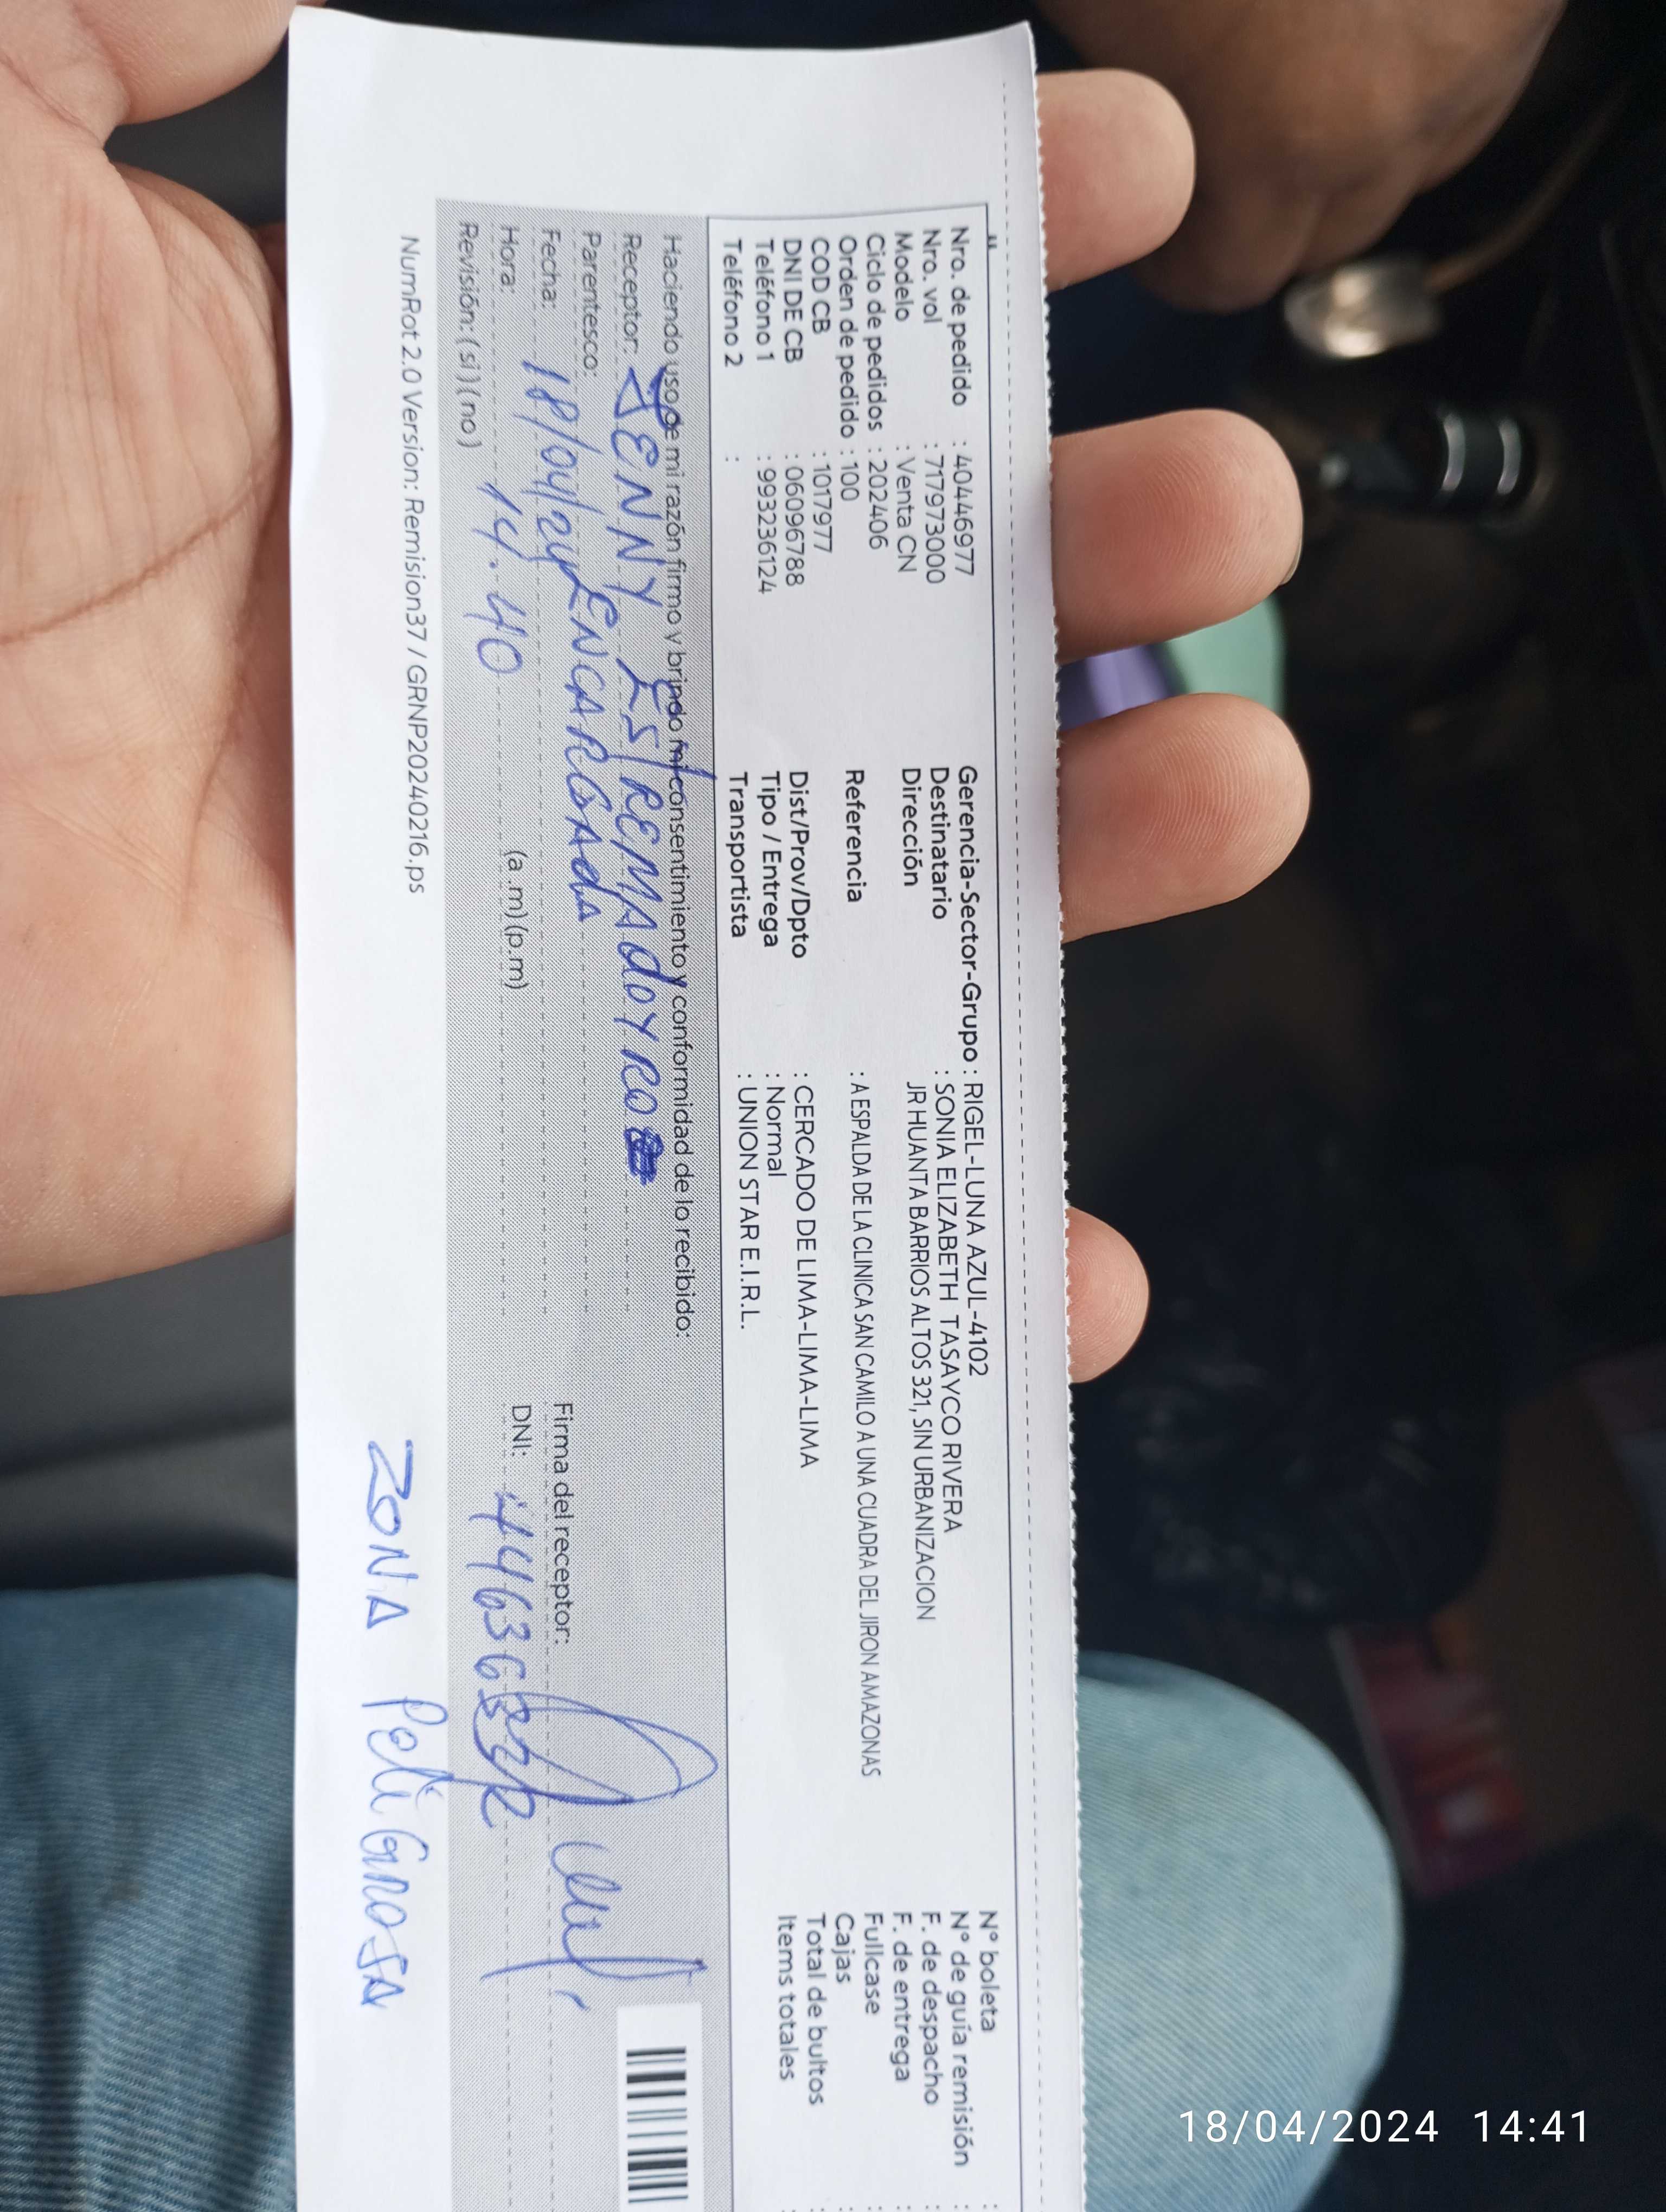 Nro. de pedido : 40446977
Nro. vol : 717973000
Modelo : Venta CN
Ciclo de pedidos : 202406
Orden de pedido : 100
COD CB : 1017977
DNI DE CB : 06096788
Teléfono 1 : 993236124
Teléfono 2 :
Gerencia-Sector-Grupo : RIGEL-LUNA AZUL-4102
Destinatario : SONIA ELIZABETH TASAYCO RIVERA
Dirección JR HUANTA BARRIOS ALTOS 321, SIN URBANIZACION
Referencia : A ESPALDA DE LA CLINICA SAN CAMILO A UNA CUADRA DEL JIRON AMAZONAS
Dist/Prov/Dpto : CERCADO DE LIMA-LIMA-LIMA
Tipo / Entrega : Normal
Transportista : UNION STAR E.I.R.L.
N° boleta :
N° de guía remisión :
F. de despacho :
F. de entrega :
Fullcase :
Cajas :
Total de bultos :
Items totales
Haciendo uso de mi razón firmo y brindo mi consentimiento y conformidad de lo recibido:
Receptor: JENNY ESTREMADOYRO
Parentesco: ENCARGAdA
Fecha: 18/04/24
Hora: 14.40 (a.m)(p.m)
Revisión: (si)(no)
Firma del receptor:
DNI:
NumRot 2.0 Version: Remision37 / GRNP20240216.ps
ZONA PeliGROSA
18/04/2024 14:41